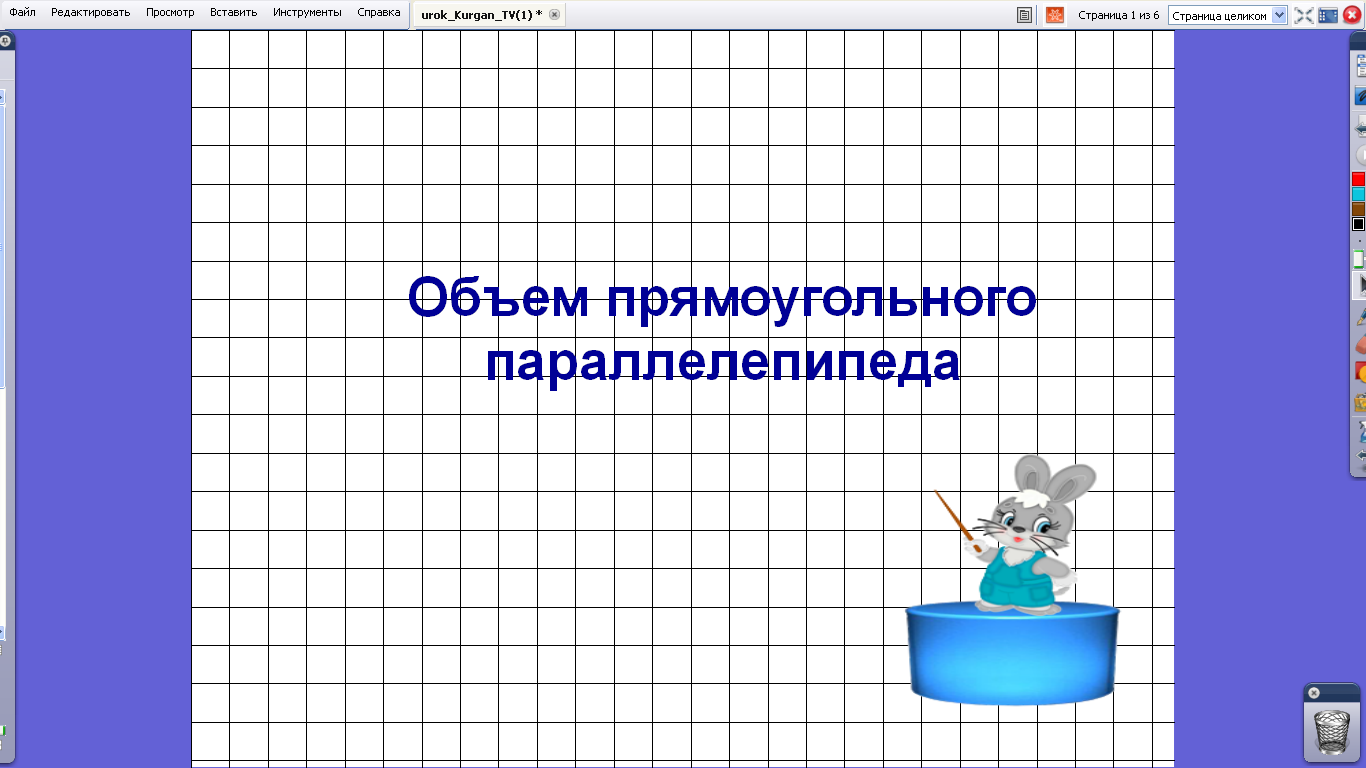 Файл Редактировать Просмотр Вставить Инструменты Справка urok_Kurgan_TV(1) * Страница 1 из 6 Страница целиком
Объем прямоугольного
параллелепипеда